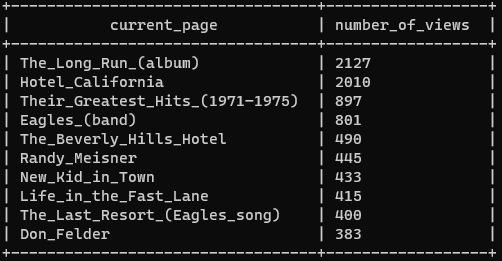 current_page | number_of_views
The_Long_Run_(album) | 2127
Hotel_California | 2010
Their_Greatest_Hits_(1971–1975) | 897
Eagles_(band) | 801
The_Beverly_Hills_Hotel | 490
Randy_Meisner | 445
New_Kid_in_Town | 433
Life_in_the_Fast_Lane | 415
The_Last_Resort_(Eagles_song) | 400
Don_Felder | 383